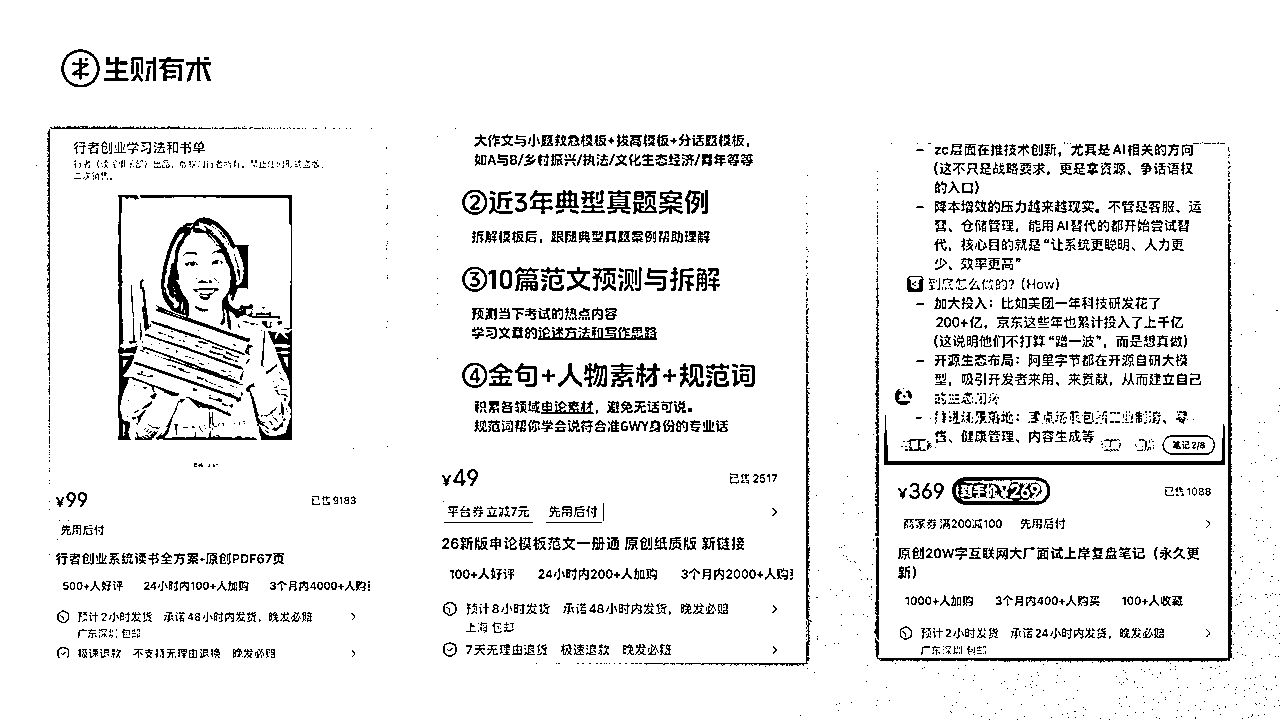 生财有术
行者创业学习法和书单
¥99
已售 9183
先用后付
行者创业系统读书全方案-原创PDF67页
500+人好评 24小时内100+人加购 3个月内4000+人购
预计2小时发货 承诺48小时内发货，晚发必赔
广东深圳 包邮
极速退款 不支持无理由退换 晚发必赔
大作文与小题救急模板+拔高模板+分话题模板，
如A与B/乡村振兴/执法/文化生态经济/青年等等
②近3年典型真题案例
拆解模板后，跟随典型真题案例帮助理解
③10篇范文预测与拆解
预测当下考试的热点内容
学习文章的论述方法和写作思路
④金句+人物素材+规范词
积累各领域申论素材，避免无话可说。
规范词帮你学会说符合准GWY身份的专业话
¥49
已售 2517
平台券 立减7元 先用后付
26新版申论模板范文一册通 原创纸质版 新链接
100+人好评 24小时内200+人加购 3个月内2000+人购
预计8小时发货 承诺48小时内发货，晚发必赔
上海 包邮
7天无理由退货 极速退款 晚发必赔
– zc层面在推技术创新，尤其是AI相关的方向
（这不只是战略要求，更是拿资源、争话语权
的入口）
– 降本增效的压力越来越现实。不管是客服、运
营、仓储管理，能用AI替代的都开始尝试替
代，核心目的就是“让系统更聪明、人力更
少、效率更高”
到底怎么做的？（How）
– 加大投入：比如美团一年科技研发花了
200+亿，京东这些年也累计投入了上千亿
（这说明他们不打算“蹭一波”，而是想真做）
– 开源生态布局：阿里字节都在开源自研大模
型，吸引开发者来用、来贡献，从而建立自己
的生态闭环
售、健康管理、内容生成等
笔记 2/8
¥369 到手价¥269
已售 1088
商家券 满200减100 先用后付
原创20W字互联网大厂面试上岸复盘笔记（永久更
新）
1000+人加购 3个月内400+人购买 100+人收藏
预计2小时发货 承诺24小时内发货，晚发必赔
广东深圳 包邮